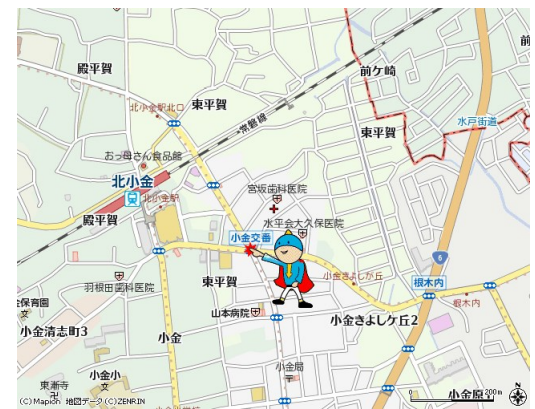 殿平賀
前ケ崎
前
北小金駅北口
東平賀
常磐線
水戸街道
東平賀
おっ母さん食品館
北小金
北小金駅
宮坂歯科医院
殿平賀
水平会大久保医院
小金交番
6
東平賀
小金きよしが丘
根木内
羽根田歯科医院
保育園
文
山本病院
根木内
小金清志町3
小金
小金きよしケ丘2
小金局
小金小
文
東漸寺
小金原
0
200m
(C)Mapion 地図データ(C)ZENRIN